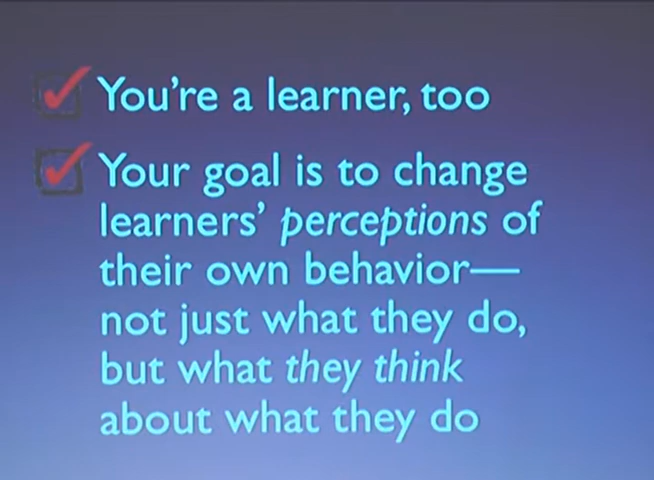 You're a learner, too
Your goal is to change
learners' perceptions of
their own behavior—
not just what they do,
but what they think
about what they do